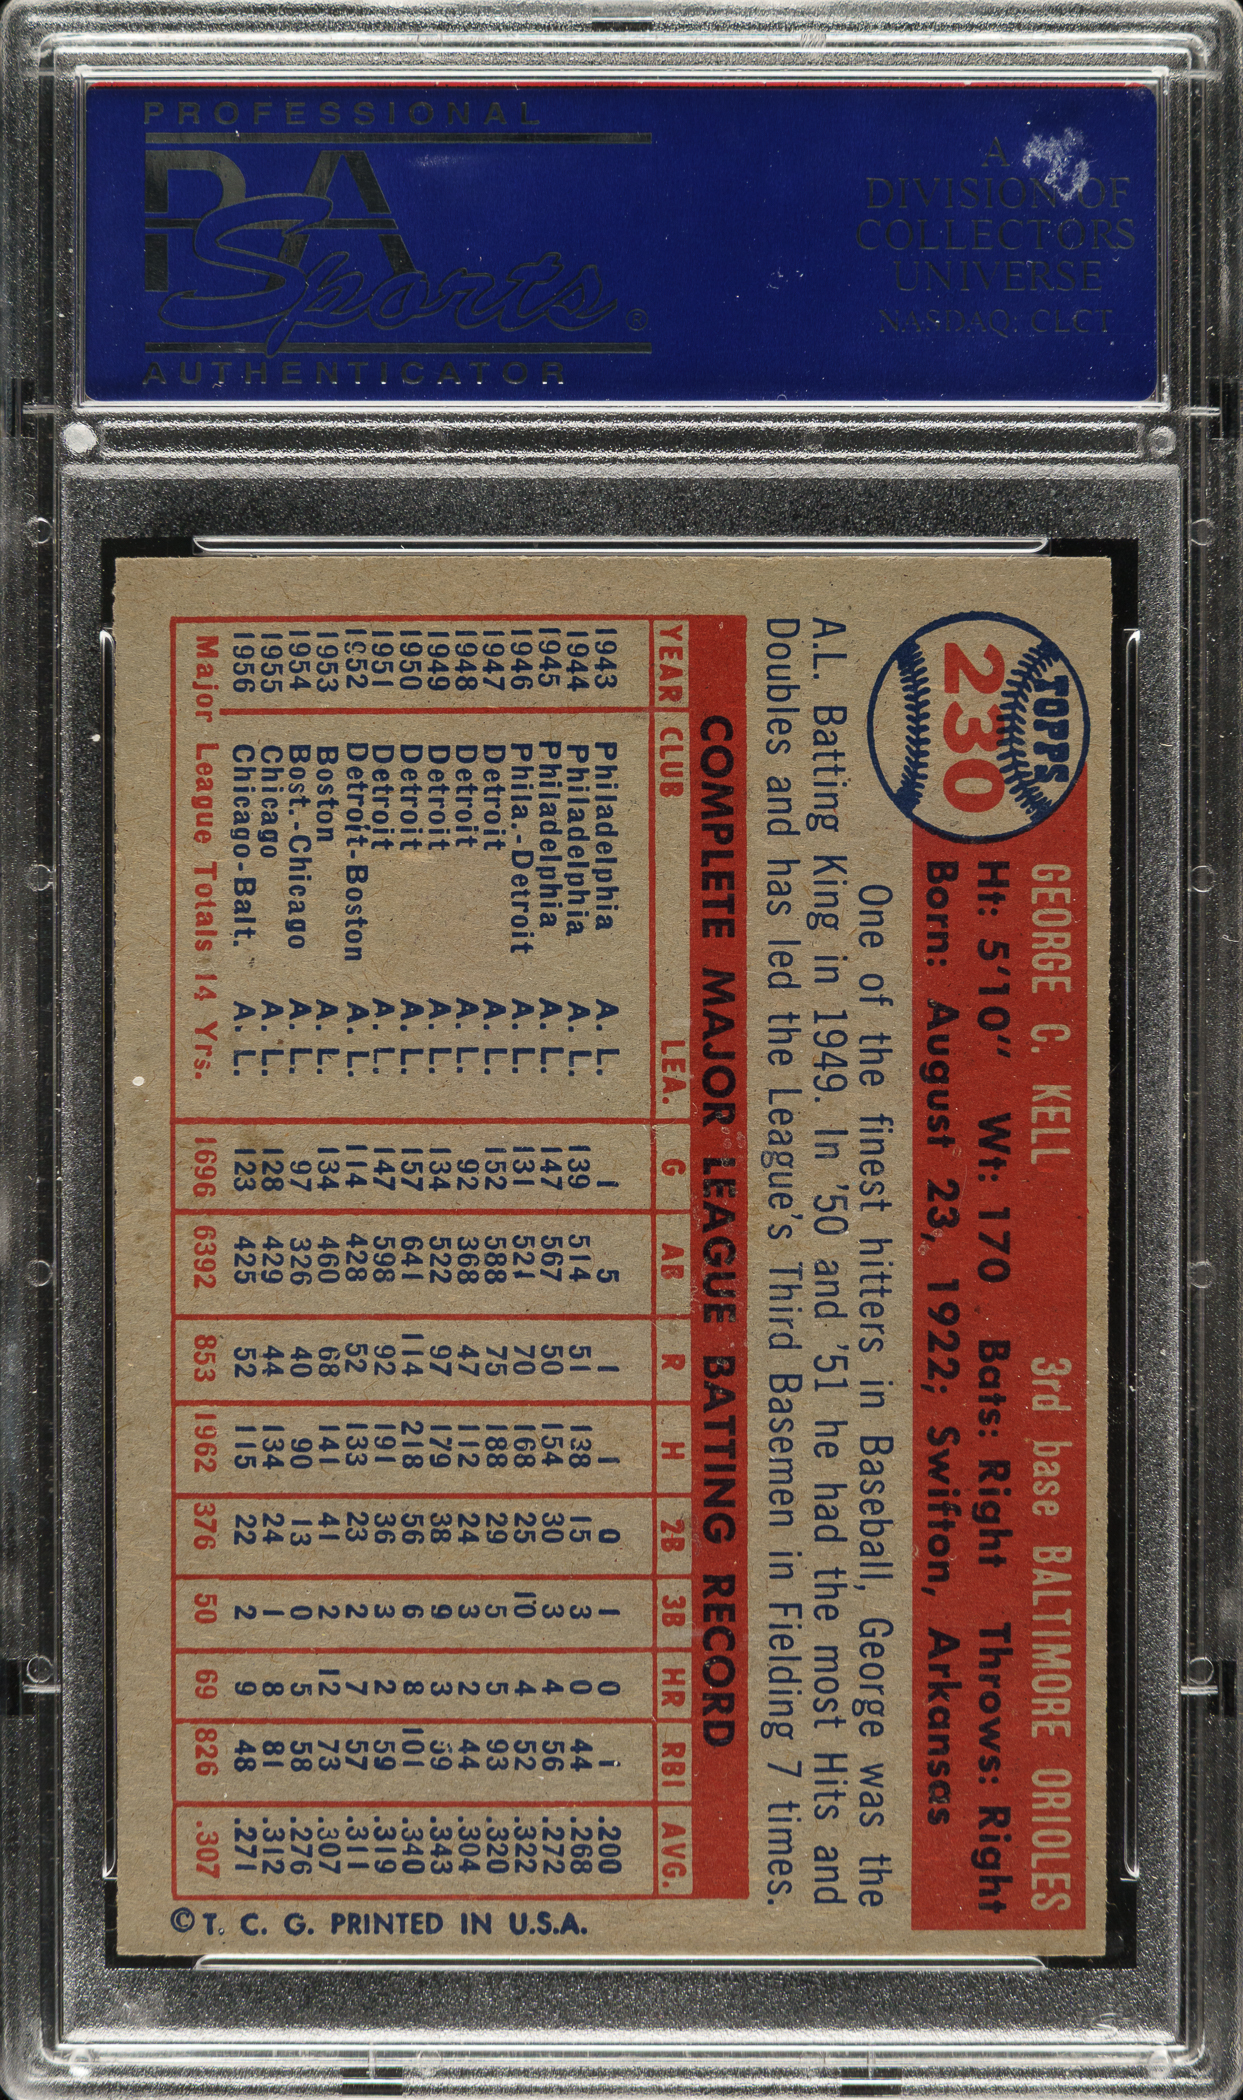 PROFESSIONAL
PSA
Sports®
AUTHENTICATOR
A
DIVISION OF
COLLECTORS
UNIVERSE
NASDAQ: CLCT
TOPPS
230
GEORGE C. KELL 3rd base BALTIMORE ORIOLES
Ht: 5'10" Wt: 170 Bats: Right Throws: Right
Born: August 23, 1922; Swifton, Arkansas
One of the finest hitters in Baseball, George was the
A.L. Batting King in 1949. In '50 and '51 he had the most Hits and
Doubles and has led the League's Third Basemen in Fielding 7 times.
COMPLETE MAJOR LEAGUE BATTING RECORD
YEAR CLUB LEA. G AB R H 2B 3B HR RBI AVG.
1943 Philadelphia A. L. 1 5 1 1 0 1 0 1 .200
1944 Philadelphia A. L. 139 514 51 138 15 3 0 44 .268
1945 Philadelphia A. L. 147 567 50 154 30 3 4 56 .272
1946 Phila.-Detroit A. L. 131 521 70 168 25 10 4 52 .322
1947 Detroit A. L. 152 588 75 188 29 5 5 93 .320
1948 Detroit A. L. 92 368 47 112 24 3 2 44 .304
1949 Detroit A. L. 134 522 97 179 38 9 3 59 .343
1950 Detroit A. L. 157 641 114 218 56 6 8 101 .340
1951 Detroit A. L. 147 598 92 191 36 3 2 59 .319
1952 Detroit-Boston A. L. 114 428 52 133 23 2 7 57 .311
1953 Boston A. L. 134 460 68 141 41 2 12 73 .307
1954 Bost.-Chicago A. L. 97 326 40 90 13 0 5 58 .276
1955 Chicago A. L. 128 429 44 134 24 1 8 81 .312
1956 Chicago-Balt. A. L. 123 425 52 115 22 2 9 48 .271
Major League Totals 14 Yrs. 1696 6392 853 1962 376 50 69 826 .307
© T. C. G. PRINTED IN U.S.A.